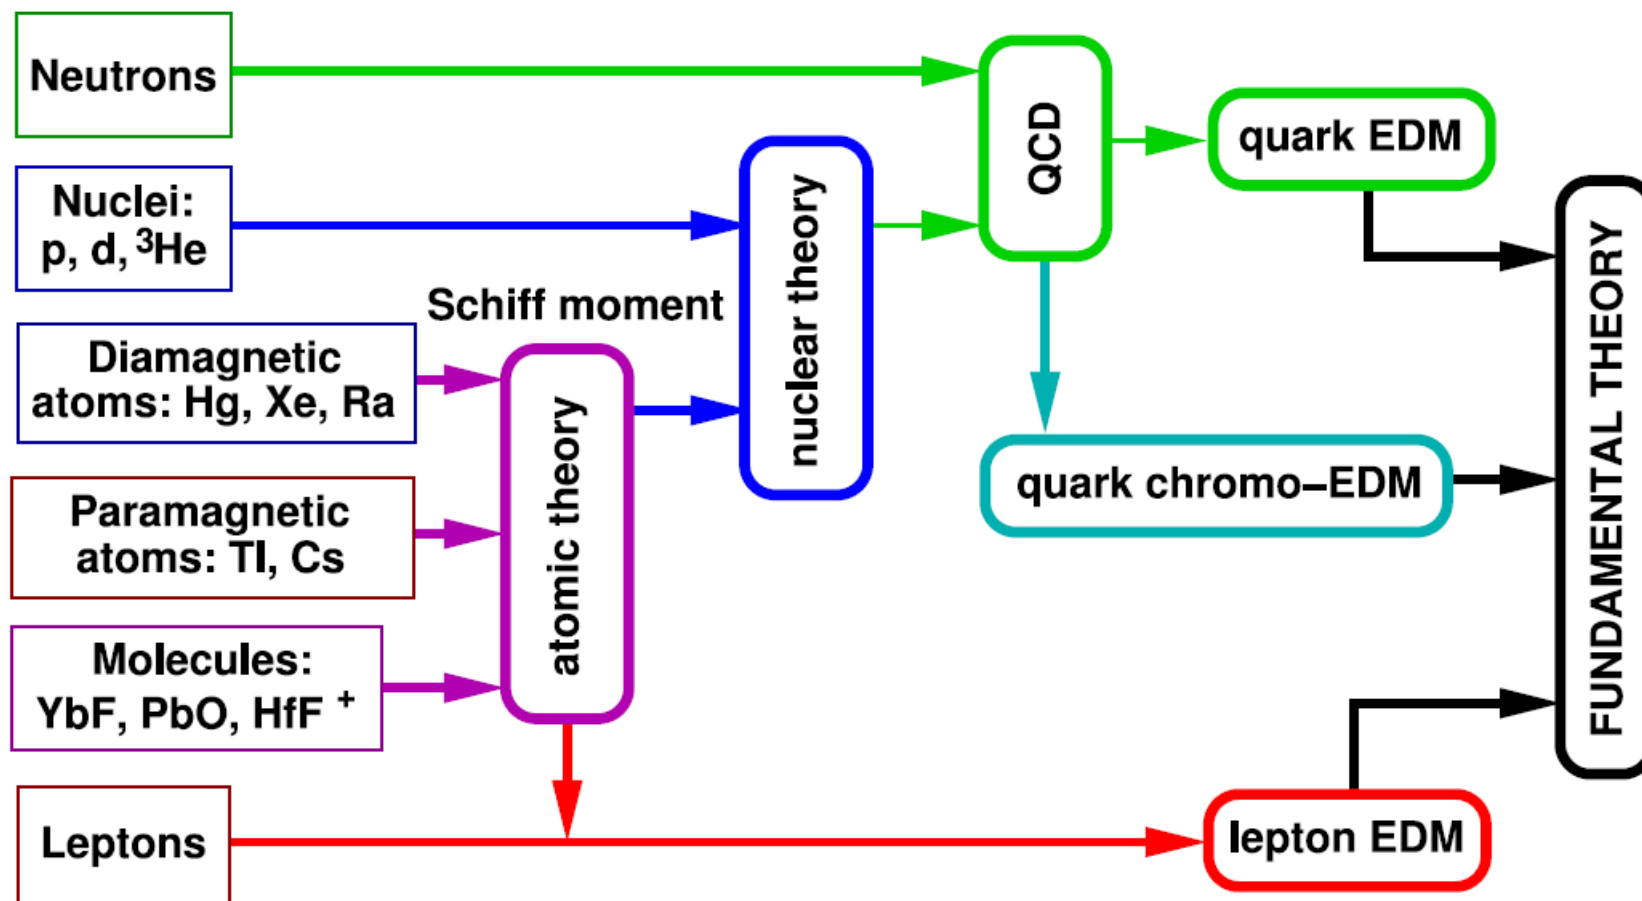 Neutrons
Nuclei:
p, d, ³He
Schiff moment
Diamagnetic
atoms: Hg, Xe, Ra
Paramagnetic
atoms: Tl, Cs
Molecules:
YbF, PbO, HfF ⁺
Leptons
atomic theory
nuclear theory
QCD
quark EDM
quark chromo–EDM
lepton EDM
FUNDAMENTAL THEORY